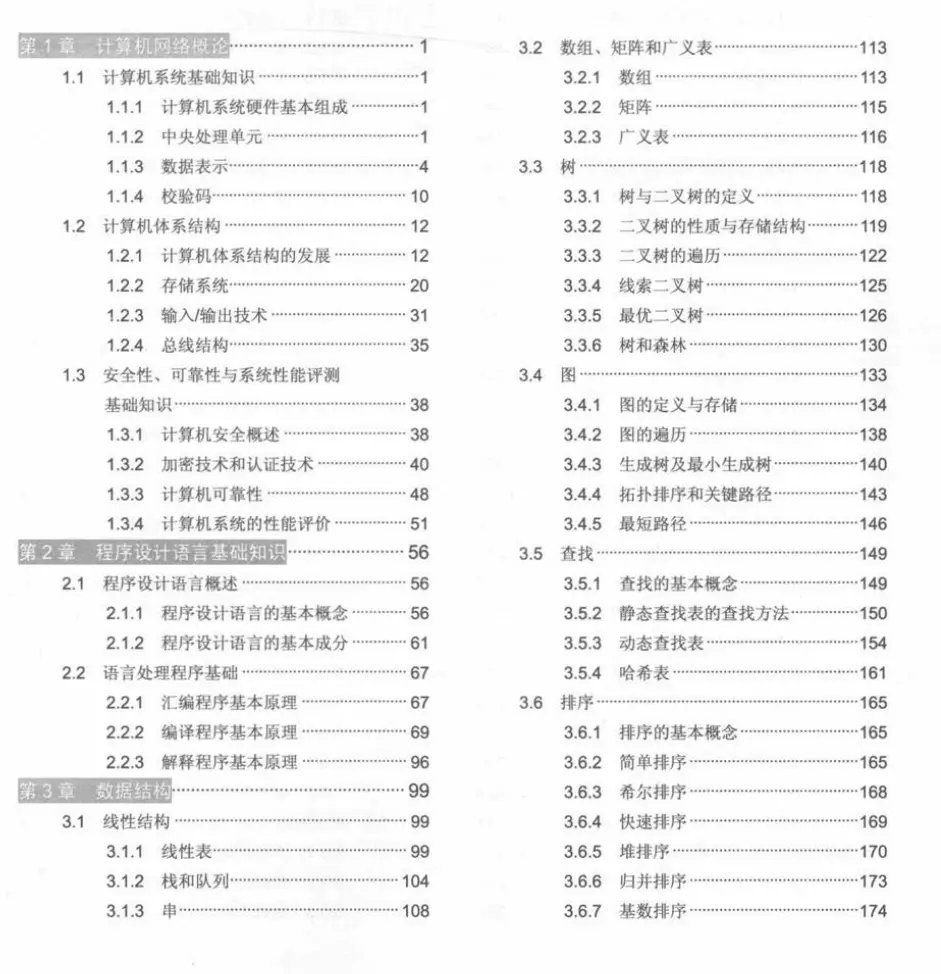 第1章 计算机网络概论 1
1.1 计算机系统基础知识 1
1.1.1 计算机系统硬件基本组成 1
1.1.2 中央处理单元 1
1.1.3 数据表示 4
1.1.4 校验码 10
1.2 计算机体系结构 12
1.2.1 计算机体系结构的发展 12
1.2.2 存储系统 20
1.2.3 输入/输出技术 31
1.2.4 总线结构 35
1.3 安全性、可靠性与系统性能评测
基础知识 38
1.3.1 计算机安全概述 38
1.3.2 加密技术和认证技术 40
1.3.3 计算机可靠性 48
1.3.4 计算机系统的性能评价 51
第2章 程序设计语言基础知识 56
2.1 程序设计语言概述 56
2.1.1 程序设计语言的基本概念 56
2.1.2 程序设计语言的基本成分 61
2.2 语言处理程序基础 67
2.2.1 汇编程序基本原理 67
2.2.2 编译程序基本原理 69
2.2.3 解释程序基本原理 96
第3章 数据结构 99
3.1 线性结构 99
3.1.1 线性表 99
3.1.2 栈和队列 104
3.1.3 串 108
3.2 数组、矩阵和广义表 113
3.2.1 数组 113
3.2.2 矩阵 115
3.2.3 广义表 116
3.3 树 118
3.3.1 树与二叉树的定义 118
3.3.2 二叉树的性质与存储结构 119
3.3.3 二叉树的遍历 122
3.3.4 线索二叉树 125
3.3.5 最优二叉树 126
3.3.6 树和森林 130
3.4 图 133
3.4.1 图的定义与存储 134
3.4.2 图的遍历 138
3.4.3 生成树及最小生成树 140
3.4.4 拓扑排序和关键路径 143
3.4.5 最短路径 146
3.5 查找 149
3.5.1 查找的基本概念 149
3.5.2 静态查找表的查找方法 150
3.5.3 动态查找表 154
3.5.4 哈希表 161
3.6 排序 165
3.6.1 排序的基本概念 165
3.6.2 简单排序 165
3.6.3 希尔排序 168
3.6.4 快速排序 169
3.6.5 堆排序 170
3.6.6 归并排序 173
3.6.7 基数排序 174